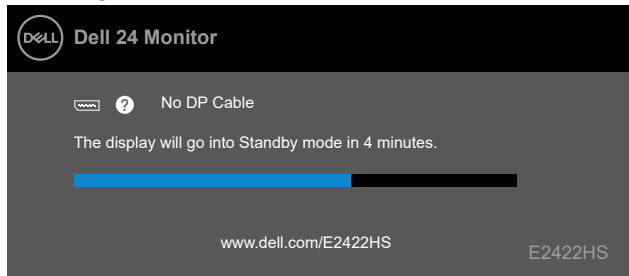 DELL Dell 24 Monitor
? No DP Cable
The display will go into Standby mode in 4 minutes.
www.dell.com/E2422HS
E2422HS